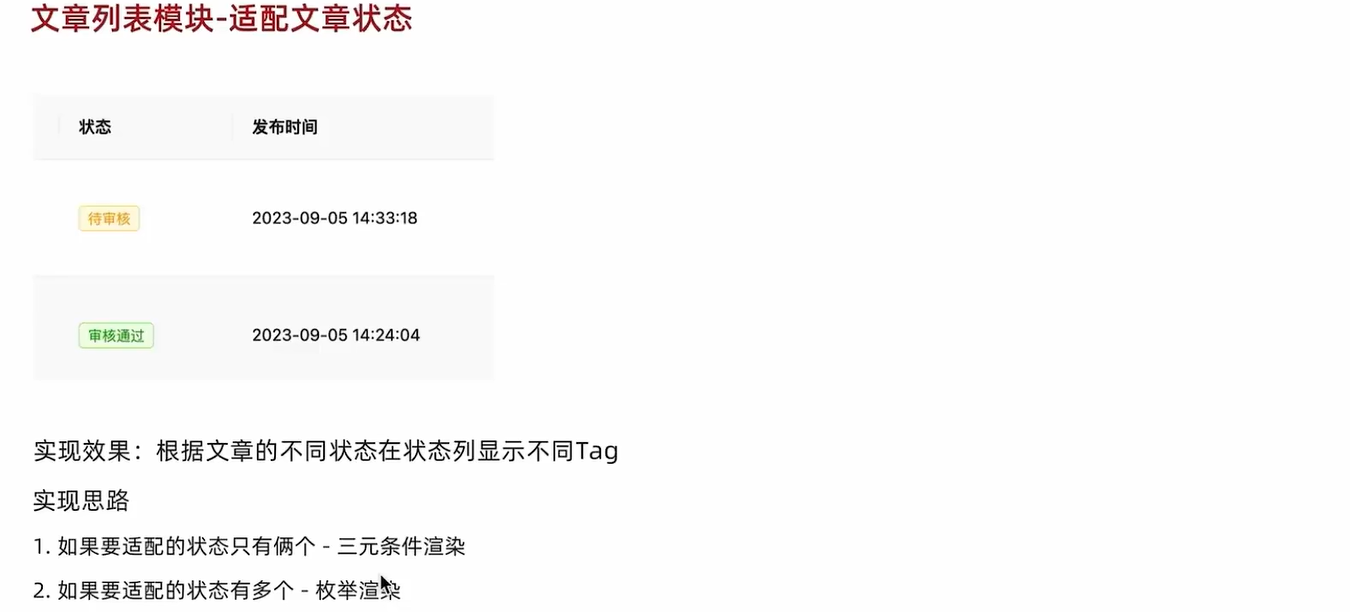 文章列表模块-适配文章状态
状态 发布时间
待审核 2023-09-05 14:33:18
审核通过 2023-09-05 14:24:04
实现效果：根据文章的不同状态在状态列显示不同Tag
实现思路
1. 如果要适配的状态只有俩个 - 三元条件渲染
2. 如果要适配的状态有多个 - 枚举渲染